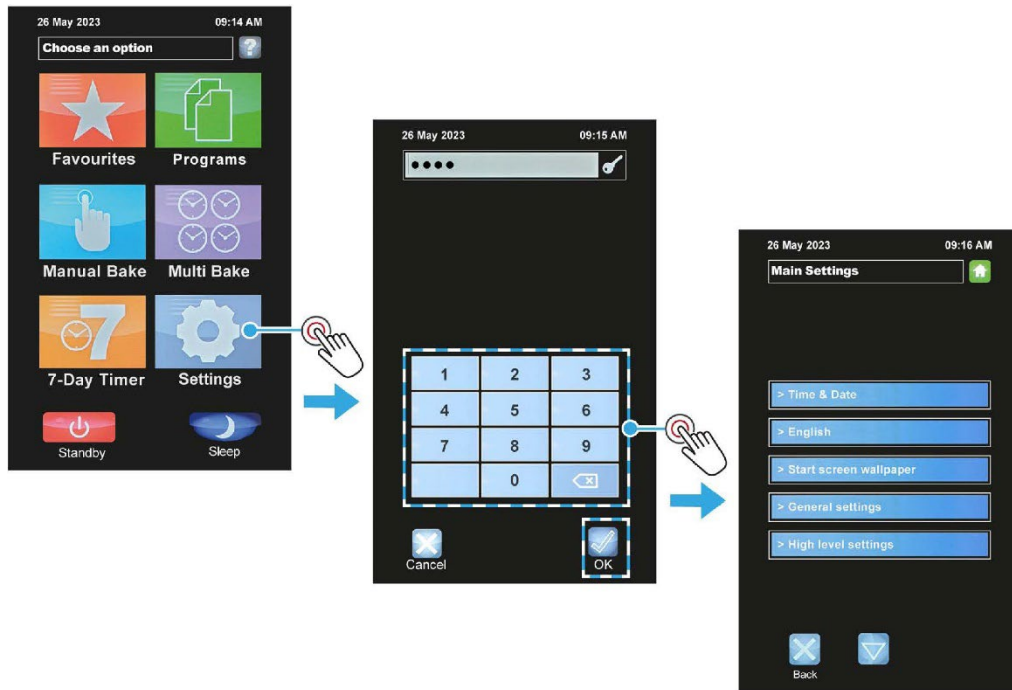 26 May 2023 09:14 AM
Choose an option ?
Favourites Programs
Manual Bake Multi Bake
7
7-Day Timer Settings
Standby Sleep
26 May 2023 09:15 AM
••••
1 2 3
4 5 6
7 8 9
0
Cancel OK
26 May 2023 09:16 AM
Main Settings
> Time & Date
> English
> Start screen wallpaper
> General settings
> High level settings
Back